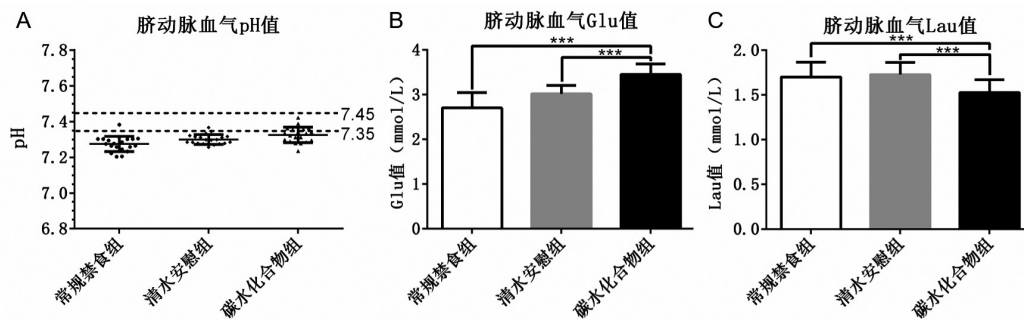 A
脐动脉血气pH值
pH
7.8
7.6
7.4
7.2
7.0
6.8
7.45
7.35
常规禁食组
清水安慰组
碳水化合物组
B
脐动脉血气Glu值
Glu值（mmol/L）
4
3
2
1
0
***
***
常规禁食组
清水安慰组
碳水化合物组
C
脐动脉血气Lau值
Lau值（mmol/L）
2.0
1.5
1.0
0.5
0.0
***
***
常规禁食组
清水安慰组
碳水化合物组